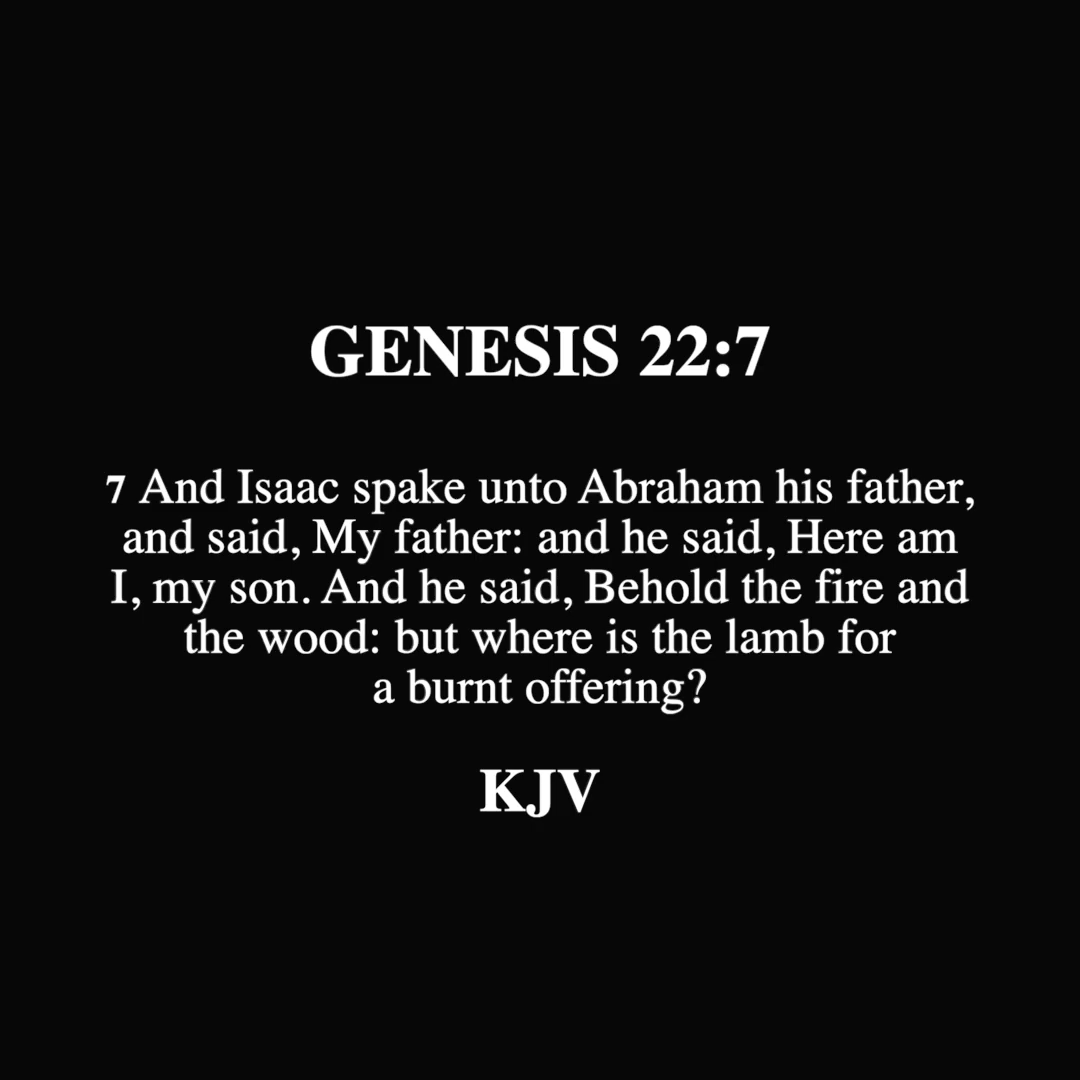 GENESIS 22:7
7 And Isaac spake unto Abraham his father,
and said, My father: and he said, Here am
I, my son. And he said, Behold the fire and
the wood: but where is the lamb for
a burnt offering?
KJV